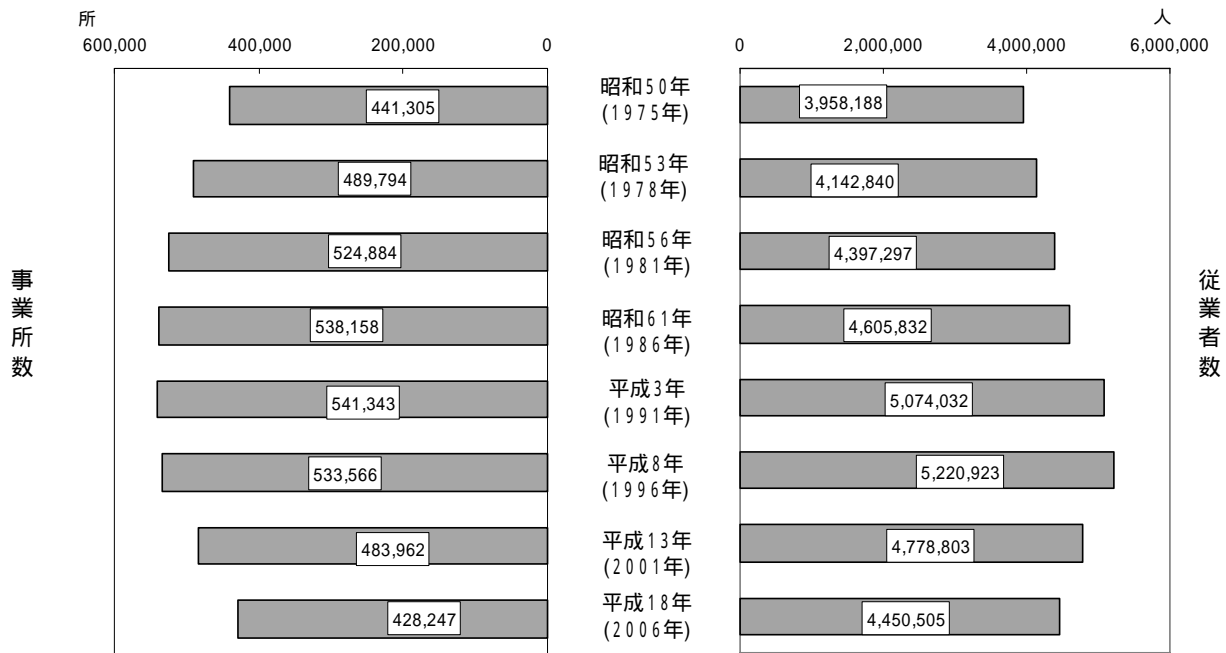 所
人
600,000 400,000 200,000 0
0 2,000,000 4,000,000 6,000,000
事業所数
従業者数
441,305
昭和50年
(1975年)
3,958,188
489,794
昭和53年
(1978年)
4,142,840
524,884
昭和56年
(1981年)
4,397,297
538,158
昭和61年
(1986年)
4,605,832
541,343
平成3年
(1991年)
5,074,032
533,566
平成8年
(1996年)
5,220,923
483,962
平成13年
(2001年)
4,778,803
428,247
平成18年
(2006年)
4,450,505